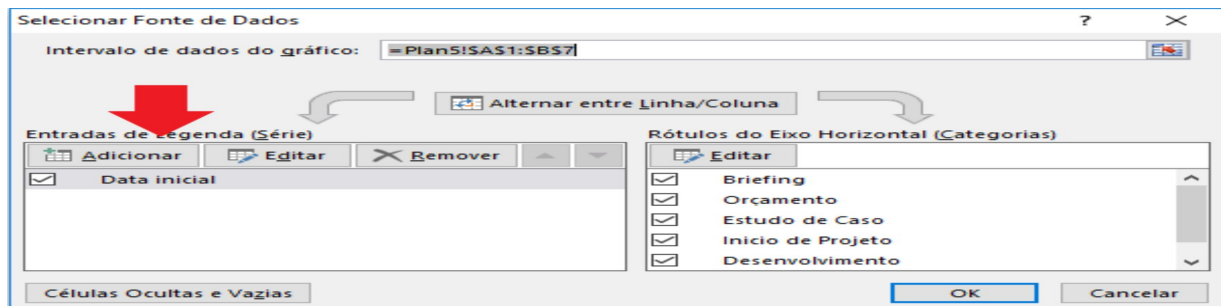 Selecionar Fonte de Dados
Intervalo de dados do gráfico: =Plan5!$A$1:$B$7
Alternar entre Linha/Coluna
Entradas de Legenda (Série)
Adicionar Editar Remover
Data inicial
Rótulos do Eixo Horizontal (Categorias)
Editar
Briefing
Orçamento
Estudo de Caso
Inicio de Projeto
Desenvolvimento
Células Ocultas e Vazias
OK Cancelar